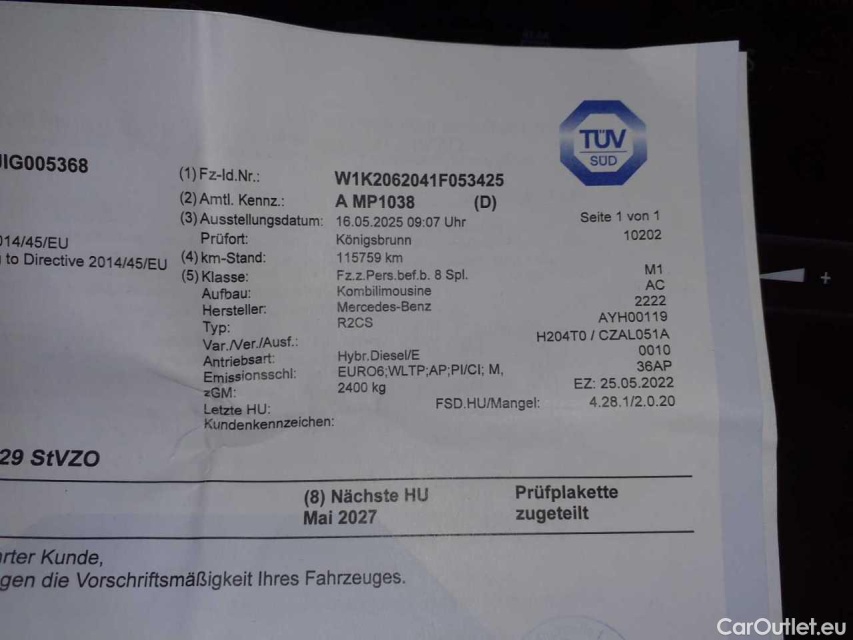 JIG005368
014/45/EU
to Directive 2014/45/EU
(1) Fz-Id.Nr.: W1K2062041F053425
(2) Amtl. Kennz.: A MP1038 (D)
(3) Ausstellungsdatum: 16.05.2025 09:07 Uhr
Prüfort: Königsbrunn
(4) km-Stand: 115759 km
(5) Klasse: Fz.z.Pers.bef.b. 8 Spl. M1
Aufbau: Kombilimousine AC
Hersteller: Mercedes-Benz 2222
Typ: R2CS AYH00119
Var./Ver./Ausf.: H204T0 / CZAL051A
Antriebsart: Hybr.Diesel/E 0010
Emissionsschl: EURO6;WLTP;AP;PI/CI; M, 36AP
zGM: 2400 kg EZ: 25.05.2022
Letzte HU: FSD.HU/Mangel: 4.28.1/2.0.20
Kundenkennzeichen:
TÜV
SÜD
Seite 1 von 1
10202
29 StVZO
(8) Nächste HU Prüfplakette
Mai 2027 zugeteilt
rter Kunde,
gen die Vorschriftsmäßigkeit Ihres Fahrzeuges.
+
CarOutlet.eu